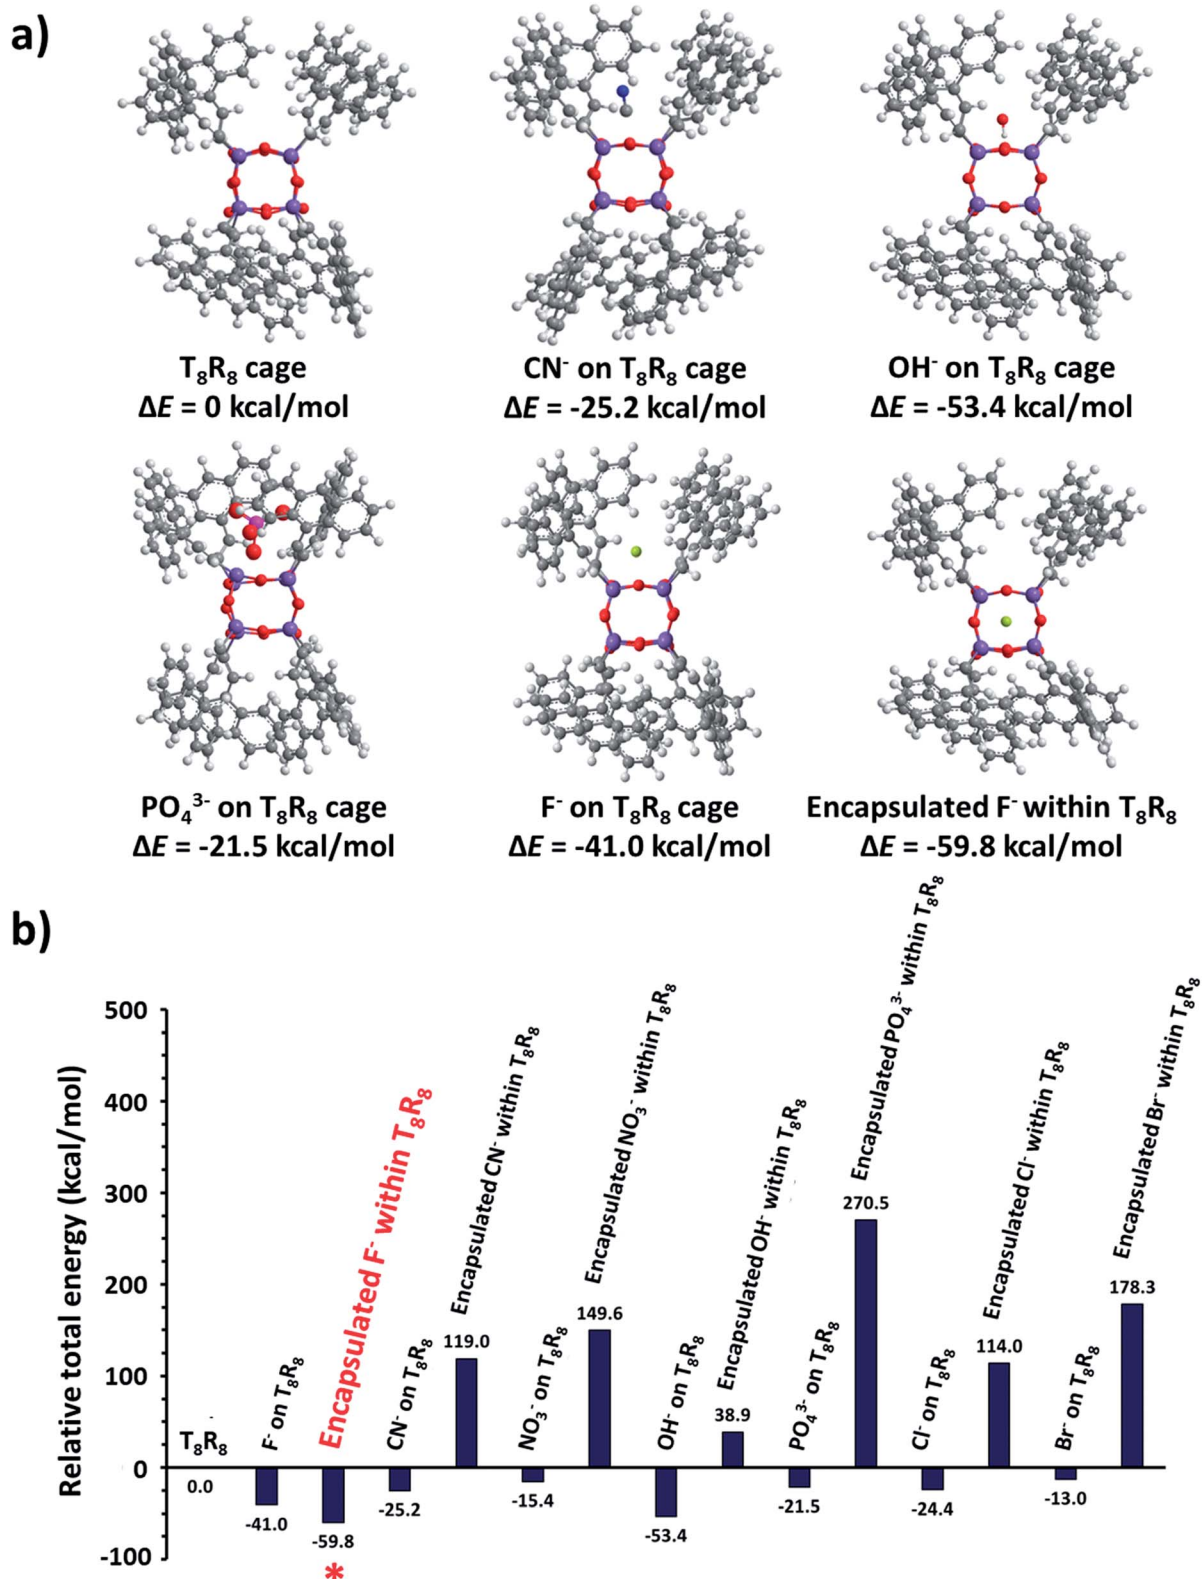 a)
T₈R₈ cage
ΔE = 0 kcal/mol
CN⁻ on T₈R₈ cage
ΔE = -25.2 kcal/mol
OH⁻ on T₈R₈ cage
ΔE = -53.4 kcal/mol
PO₄³⁻ on T₈R₈ cage
ΔE = -21.5 kcal/mol
F⁻ on T₈R₈ cage
ΔE = -41.0 kcal/mol
Encapsulated F⁻ within T₈R₈
ΔE = -59.8 kcal/mol
b)
Relative total energy (kcal/mol)
500
400
300
200
100
0
-100
T₈R₈
0.0
F⁻ on T₈R₈
-41.0
Encapsulated F⁻ within T₈R₈
-59.8
*
CN⁻ on T₈R₈
-25.2
Encapsulated CN⁻ within T₈R₈
119.0
NO₃⁻ on T₈R₈
-15.4
Encapsulated NO₃⁻ within T₈R₈
149.6
OH⁻ on T₈R₈
-53.4
Encapsulated OH⁻ within T₈R₈
38.9
PO₄³⁻ on T₈R₈
-21.5
Encapsulated PO₄³⁻ within T₈R₈
270.5
Cl⁻ on T₈R₈
-24.4
Encapsulated Cl⁻ within T₈R₈
114.0
Br⁻ on T₈R₈
-13.0
Encapsulated Br⁻ within T₈R₈
178.3